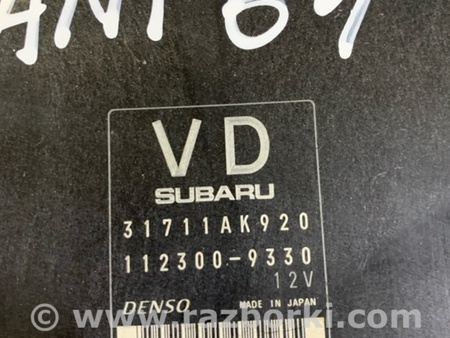 VD
SUBARU
31711AK920
112300-9330
12V
DENSO MADE IN JAPAN
www.razborki.com